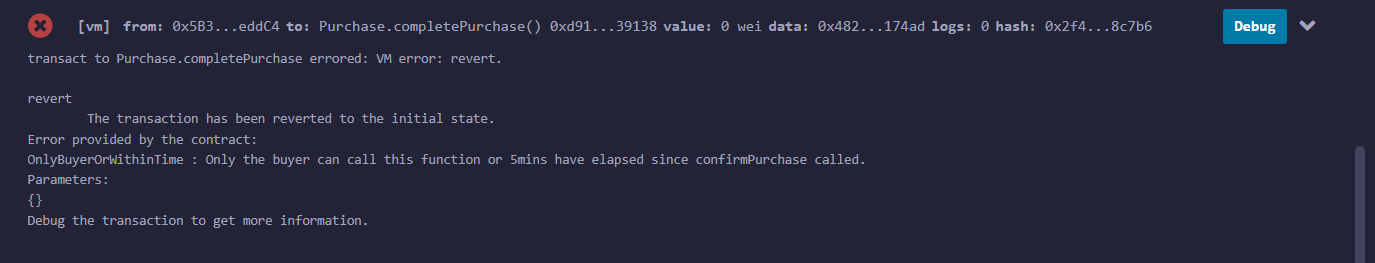 [vm] from: 0x5B3...eddC4 to: Purchase.completePurchase() 0xd91...39138 value: 0 wei data: 0x482...174ad logs: 0 hash: 0x2f4...8c7b6 Debug
transact to Purchase.completePurchase errored: VM error: revert.
revert
The transaction has been reverted to the initial state.
Error provided by the contract:
OnlyBuyerOrWithinTime : Only the buyer can call this function or 5mins have elapsed since confirmPurchase called.
Parameters:
{}
Debug the transaction to get more information.